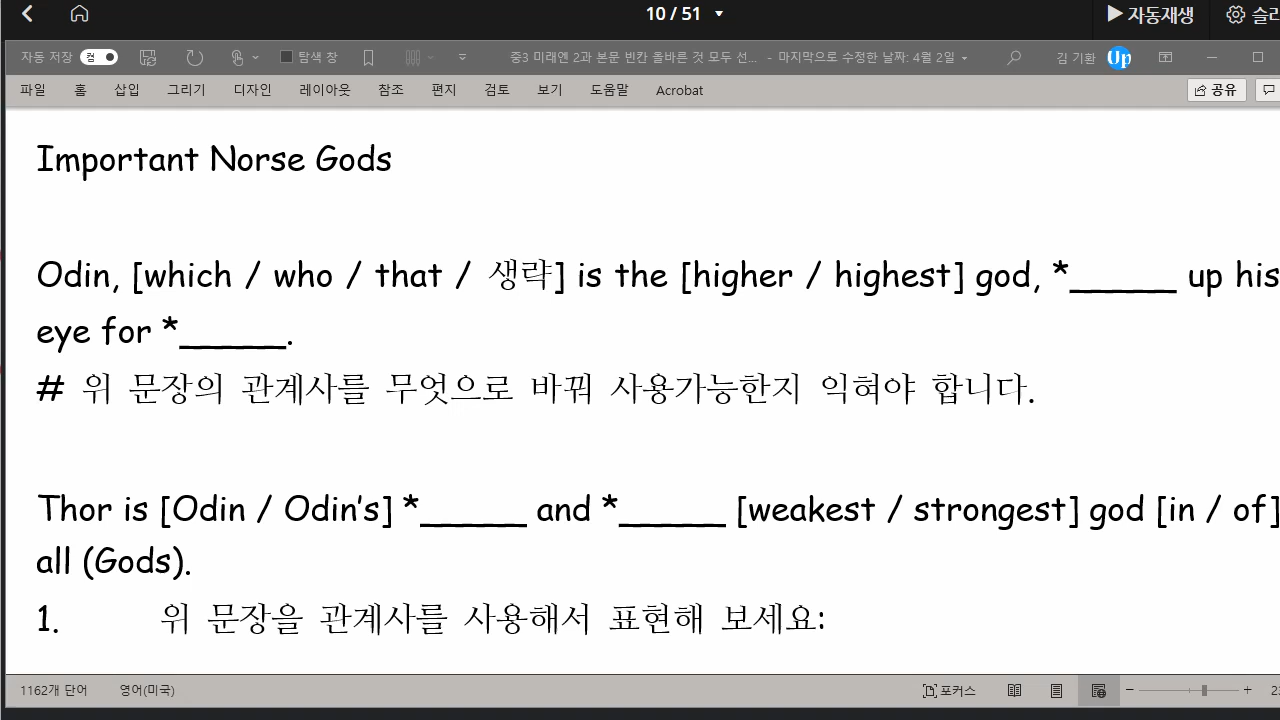 10 / 51
자동재생
슬라
자동 저장
컴
탐색 창
중3 미래엔 2과 본문 빈칸 올바른 것 모두 선... - 마지막으로 수정한 날짜: 4월 2일
김 기환
Up
파일 홈 삽입 그리기 디자인 레이아웃 참조 편지 검토 보기 도움말 Acrobat
공유
Important Norse Gods
Odin, [which / who / that / 생략] is the [higher / highest] god, *_____ up his
eye for *_____.
# 위 문장의 관계사를 무엇으로 바꿔 사용가능한지 익혀야 합니다.
Thor is [Odin / Odin's] *_____ and *_____ [weakest / strongest] god [in / of]
all (Gods).
1. 위 문장을 관계사를 사용해서 표현해 보세요:
1162개 단어 영어(미국)
포커스